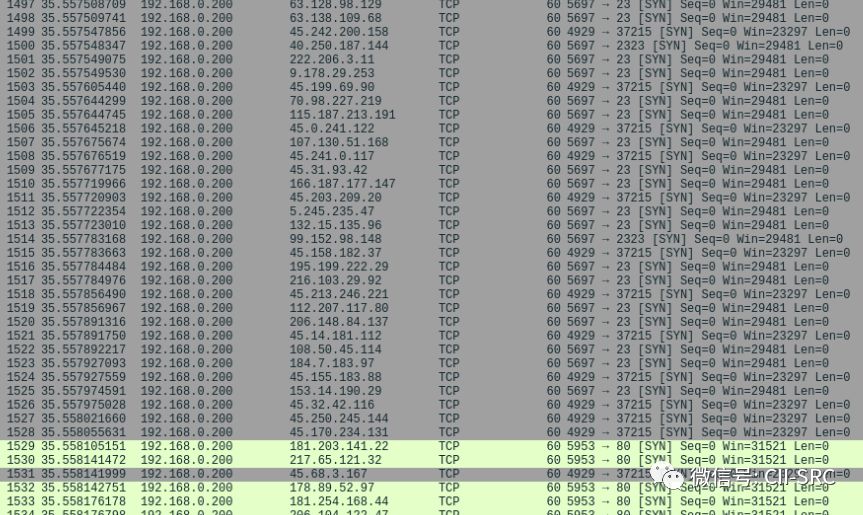 1497 35.557508709 192.168.0.200 63.128.98.129 TCP 60 5697 → 23 [SYN] Seq=0 Win=29481 Len=0
1498 35.557509741 192.168.0.200 63.138.109.68 TCP 60 5697 → 23 [SYN] Seq=0 Win=29481 Len=0
1499 35.557547856 192.168.0.200 45.242.200.158 TCP 60 4929 → 37215 [SYN] Seq=0 Win=23297 Len=0
1500 35.557548347 192.168.0.200 40.250.187.144 TCP 60 5697 → 2323 [SYN] Seq=0 Win=29481 Len=0
1501 35.557549075 192.168.0.200 222.206.3.11 TCP 60 5697 → 23 [SYN] Seq=0 Win=29481 Len=0
1502 35.557549530 192.168.0.200 9.178.29.253 TCP 60 5697 → 23 [SYN] Seq=0 Win=29481 Len=0
1503 35.557605440 192.168.0.200 45.199.69.90 TCP 60 4929 → 37215 [SYN] Seq=0 Win=23297 Len=0
1504 35.557644299 192.168.0.200 70.98.227.219 TCP 60 5697 → 23 [SYN] Seq=0 Win=29481 Len=0
1505 35.557644745 192.168.0.200 115.187.213.191 TCP 60 5697 → 23 [SYN] Seq=0 Win=29481 Len=0
1506 35.557645218 192.168.0.200 45.0.241.122 TCP 60 4929 → 37215 [SYN] Seq=0 Win=23297 Len=0
1507 35.557675674 192.168.0.200 107.130.51.168 TCP 60 5697 → 23 [SYN] Seq=0 Win=29481 Len=0
1508 35.557676519 192.168.0.200 45.241.0.117 TCP 60 4929 → 37215 [SYN] Seq=0 Win=23297 Len=0
1509 35.557677175 192.168.0.200 45.31.93.42 TCP 60 5697 → 23 [SYN] Seq=0 Win=29481 Len=0
1510 35.557719966 192.168.0.200 166.187.177.147 TCP 60 5697 → 23 [SYN] Seq=0 Win=29481 Len=0
1511 35.557720903 192.168.0.200 45.203.209.20 TCP 60 4929 → 37215 [SYN] Seq=0 Win=23297 Len=0
1512 35.557722354 192.168.0.200 5.245.235.47 TCP 60 5697 → 23 [SYN] Seq=0 Win=29481 Len=0
1513 35.557723010 192.168.0.200 132.15.135.96 TCP 60 5697 → 23 [SYN] Seq=0 Win=29481 Len=0
1514 35.557783168 192.168.0.200 99.152.98.148 TCP 60 5697 → 2323 [SYN] Seq=0 Win=29481 Len=0
1515 35.557783663 192.168.0.200 45.158.182.37 TCP 60 4929 → 37215 [SYN] Seq=0 Win=23297 Len=0
1516 35.557784484 192.168.0.200 195.199.222.29 TCP 60 5697 → 23 [SYN] Seq=0 Win=29481 Len=0
1517 35.557784976 192.168.0.200 216.103.29.92 TCP 60 5697 → 23 [SYN] Seq=0 Win=29481 Len=0
1518 35.557856490 192.168.0.200 45.213.246.221 TCP 60 4929 → 37215 [SYN] Seq=0 Win=23297 Len=0
1519 35.557856967 192.168.0.200 112.207.117.80 TCP 60 5697 → 23 [SYN] Seq=0 Win=29481 Len=0
1520 35.557891316 192.168.0.200 206.148.84.137 TCP 60 5697 → 23 [SYN] Seq=0 Win=29481 Len=0
1521 35.557891750 192.168.0.200 45.14.181.112 TCP 60 4929 → 37215 [SYN] Seq=0 Win=23297 Len=0
1522 35.557892217 192.168.0.200 108.50.45.114 TCP 60 5697 → 23 [SYN] Seq=0 Win=29481 Len=0
1523 35.557927093 192.168.0.200 184.7.183.97 TCP 60 5697 → 23 [SYN] Seq=0 Win=29481 Len=0
1524 35.557927559 192.168.0.200 45.155.183.88 TCP 60 4929 → 37215 [SYN] Seq=0 Win=23297 Len=0
1525 35.557974591 192.168.0.200 153.14.190.29 TCP 60 5697 → 23 [SYN] Seq=0 Win=29481 Len=0
1526 35.557975028 192.168.0.200 45.32.42.116 TCP 60 4929 → 37215 [SYN] Seq=0 Win=23297 Len=0
1527 35.558021660 192.168.0.200 45.250.245.144 TCP 60 4929 → 37215 [SYN] Seq=0 Win=23297 Len=0
1528 35.558055631 192.168.0.200 45.170.234.131 TCP 60 4929 → 37215 [SYN] Seq=0 Win=23297 Len=0
1529 35.558105151 192.168.0.200 181.203.141.22 TCP 60 5953 → 80 [SYN] Seq=0 Win=31521 Len=0
1530 35.558141472 192.168.0.200 217.65.121.32 TCP 60 5953 → 80 [SYN] Seq=0 Win=31521 Len=0
1531 35.558141999 192.168.0.200 45.68.3.167 TCP 60 4929 → 37215 [SYN] Seq=0 Win=23297 Len=0
1532 35.558142751 192.168.0.200 178.89.52.97 TCP 60 5953 → 80 [SYN] Seq=0 Win=31521 Len=0
1533 35.558176178 192.168.0.200 181.254.168.44 TCP 60 5953 → 80 [SYN] Seq=0 Win=31521 Len=0
微信号: CII-SRC